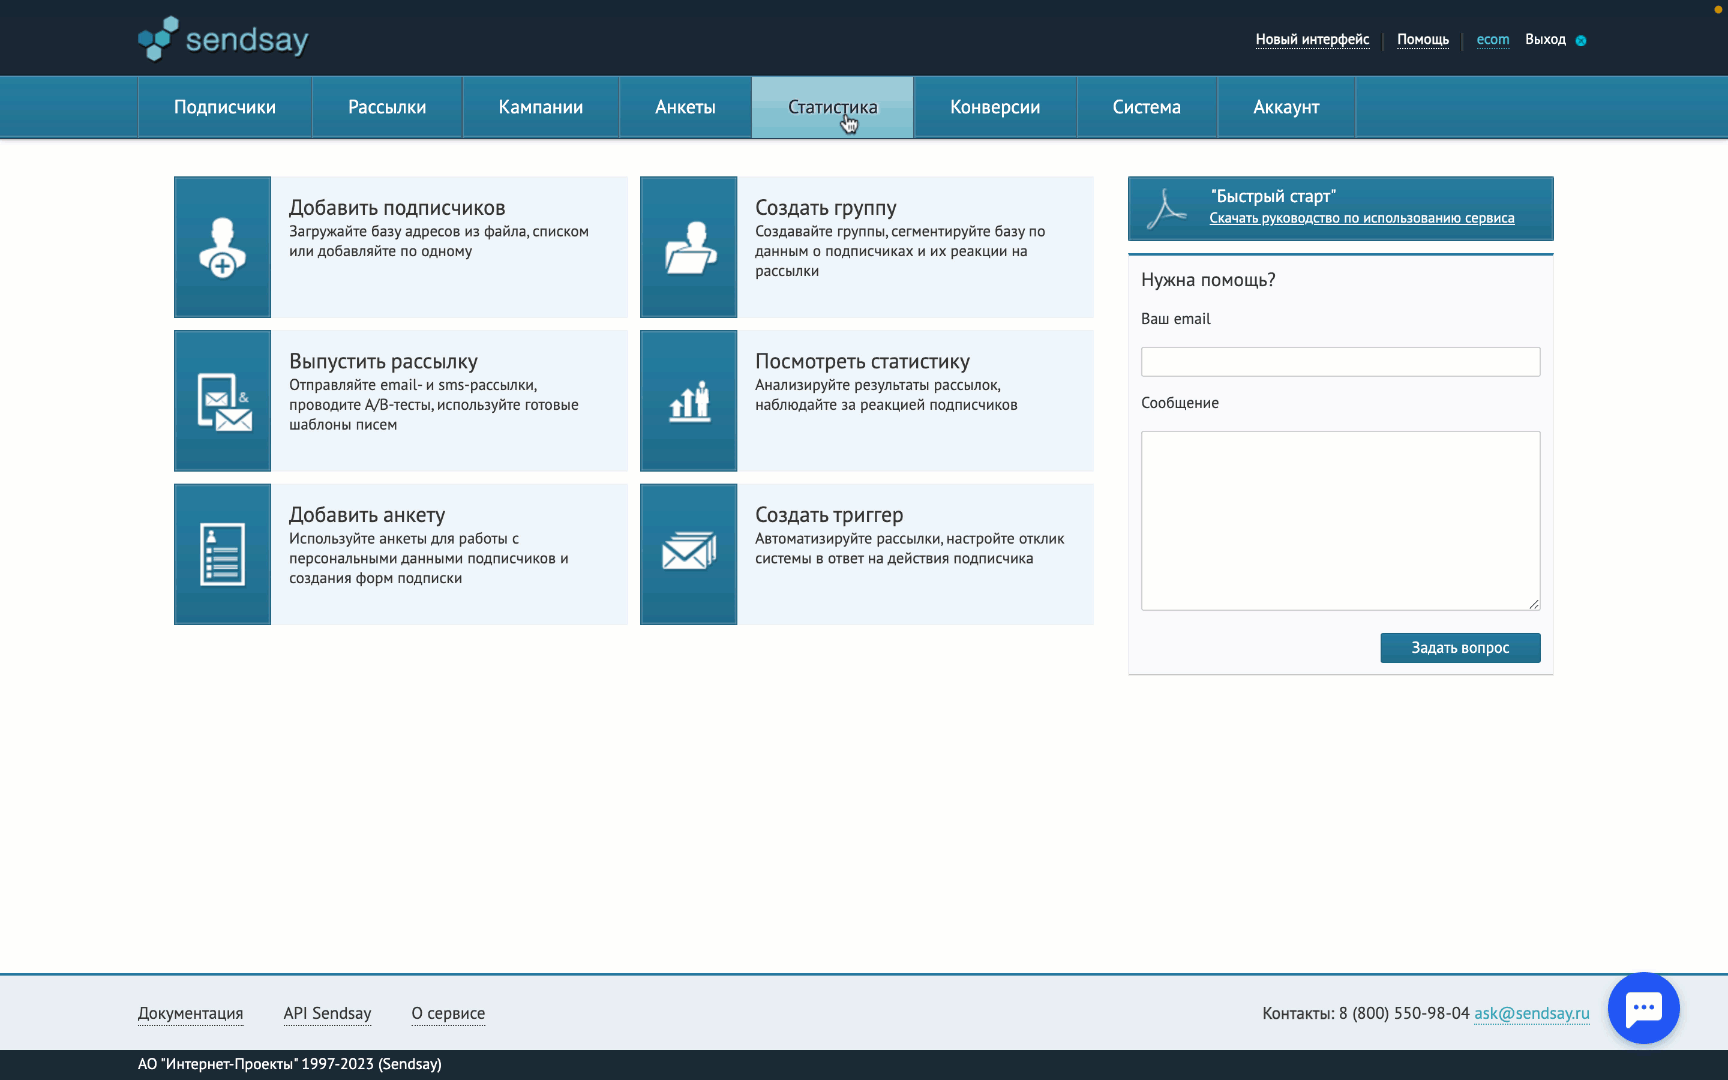 sendsay
Новый интерфейс
Помощь
ecom
Выход
Подписчики
Рассылки
Кампании
Анкеты
Статистика
Конверсии
Система
Аккаунт
Добавить подписчиков
Загружайте базу адресов из файла, списком
или добавляйте по одному
Создать группу
Создавайте группы, сегментируйте базу по
данным о подписчиках и их реакции на
рассылки
Выпустить рассылку
Отправляйте email- и sms-рассылки,
проводите A/B-тесты, используйте готовые
шаблоны писем
&
Посмотреть статистику
Анализируйте результаты рассылок,
наблюдайте за реакцией подписчиков
Добавить анкету
Используйте анкеты для работы с
персональными данными подписчиков и
создания форм подписки
Создать триггер
Автоматизируйте рассылки, настройте отклик
системы в ответ на действия подписчика
"Быстрый старт"
Скачать руководство по использованию сервиса
Нужна помощь?
Ваш email
Сообщение
Задать вопрос
Документация
API Sendsay
О сервисе
Контакты: 8 (800) 550-98-04 ask@sendsay.ru
АО "Интернет-Проекты" 1997-2023 (Sendsay)